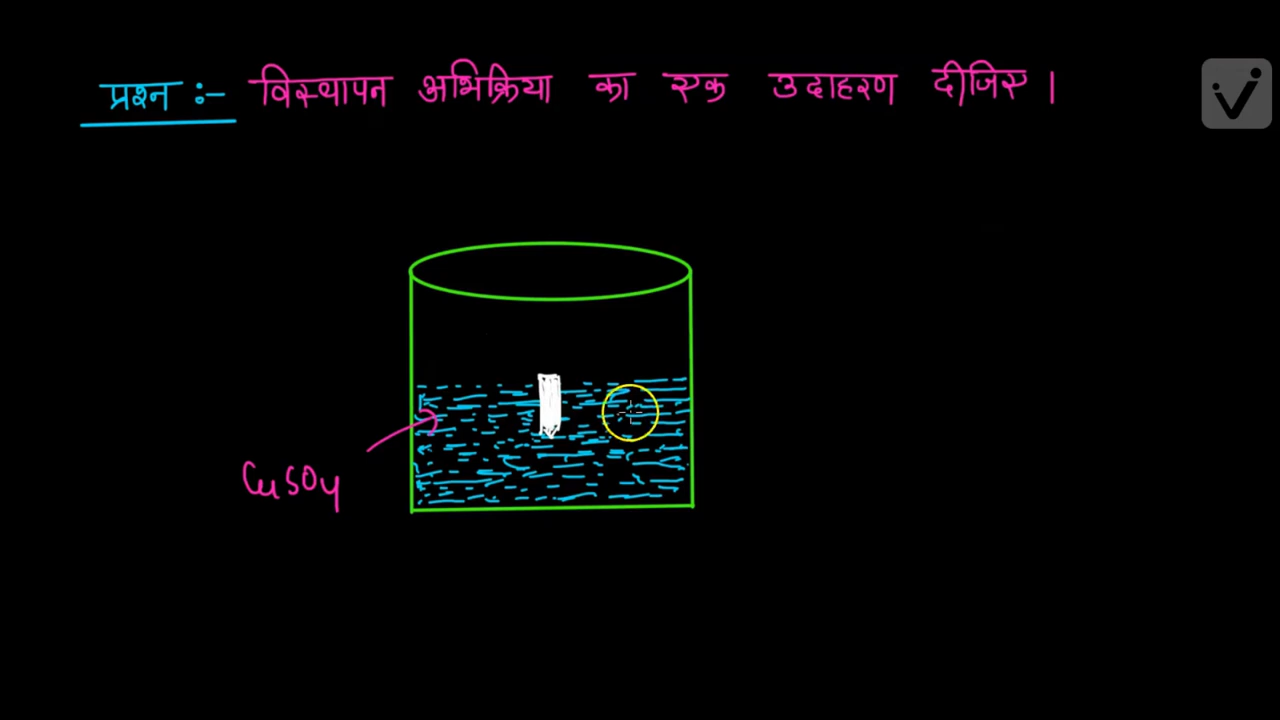 प्रश्न :- विस्थापन अभिक्रिया का एक उदाहरण दीजिए ।
CuSO4